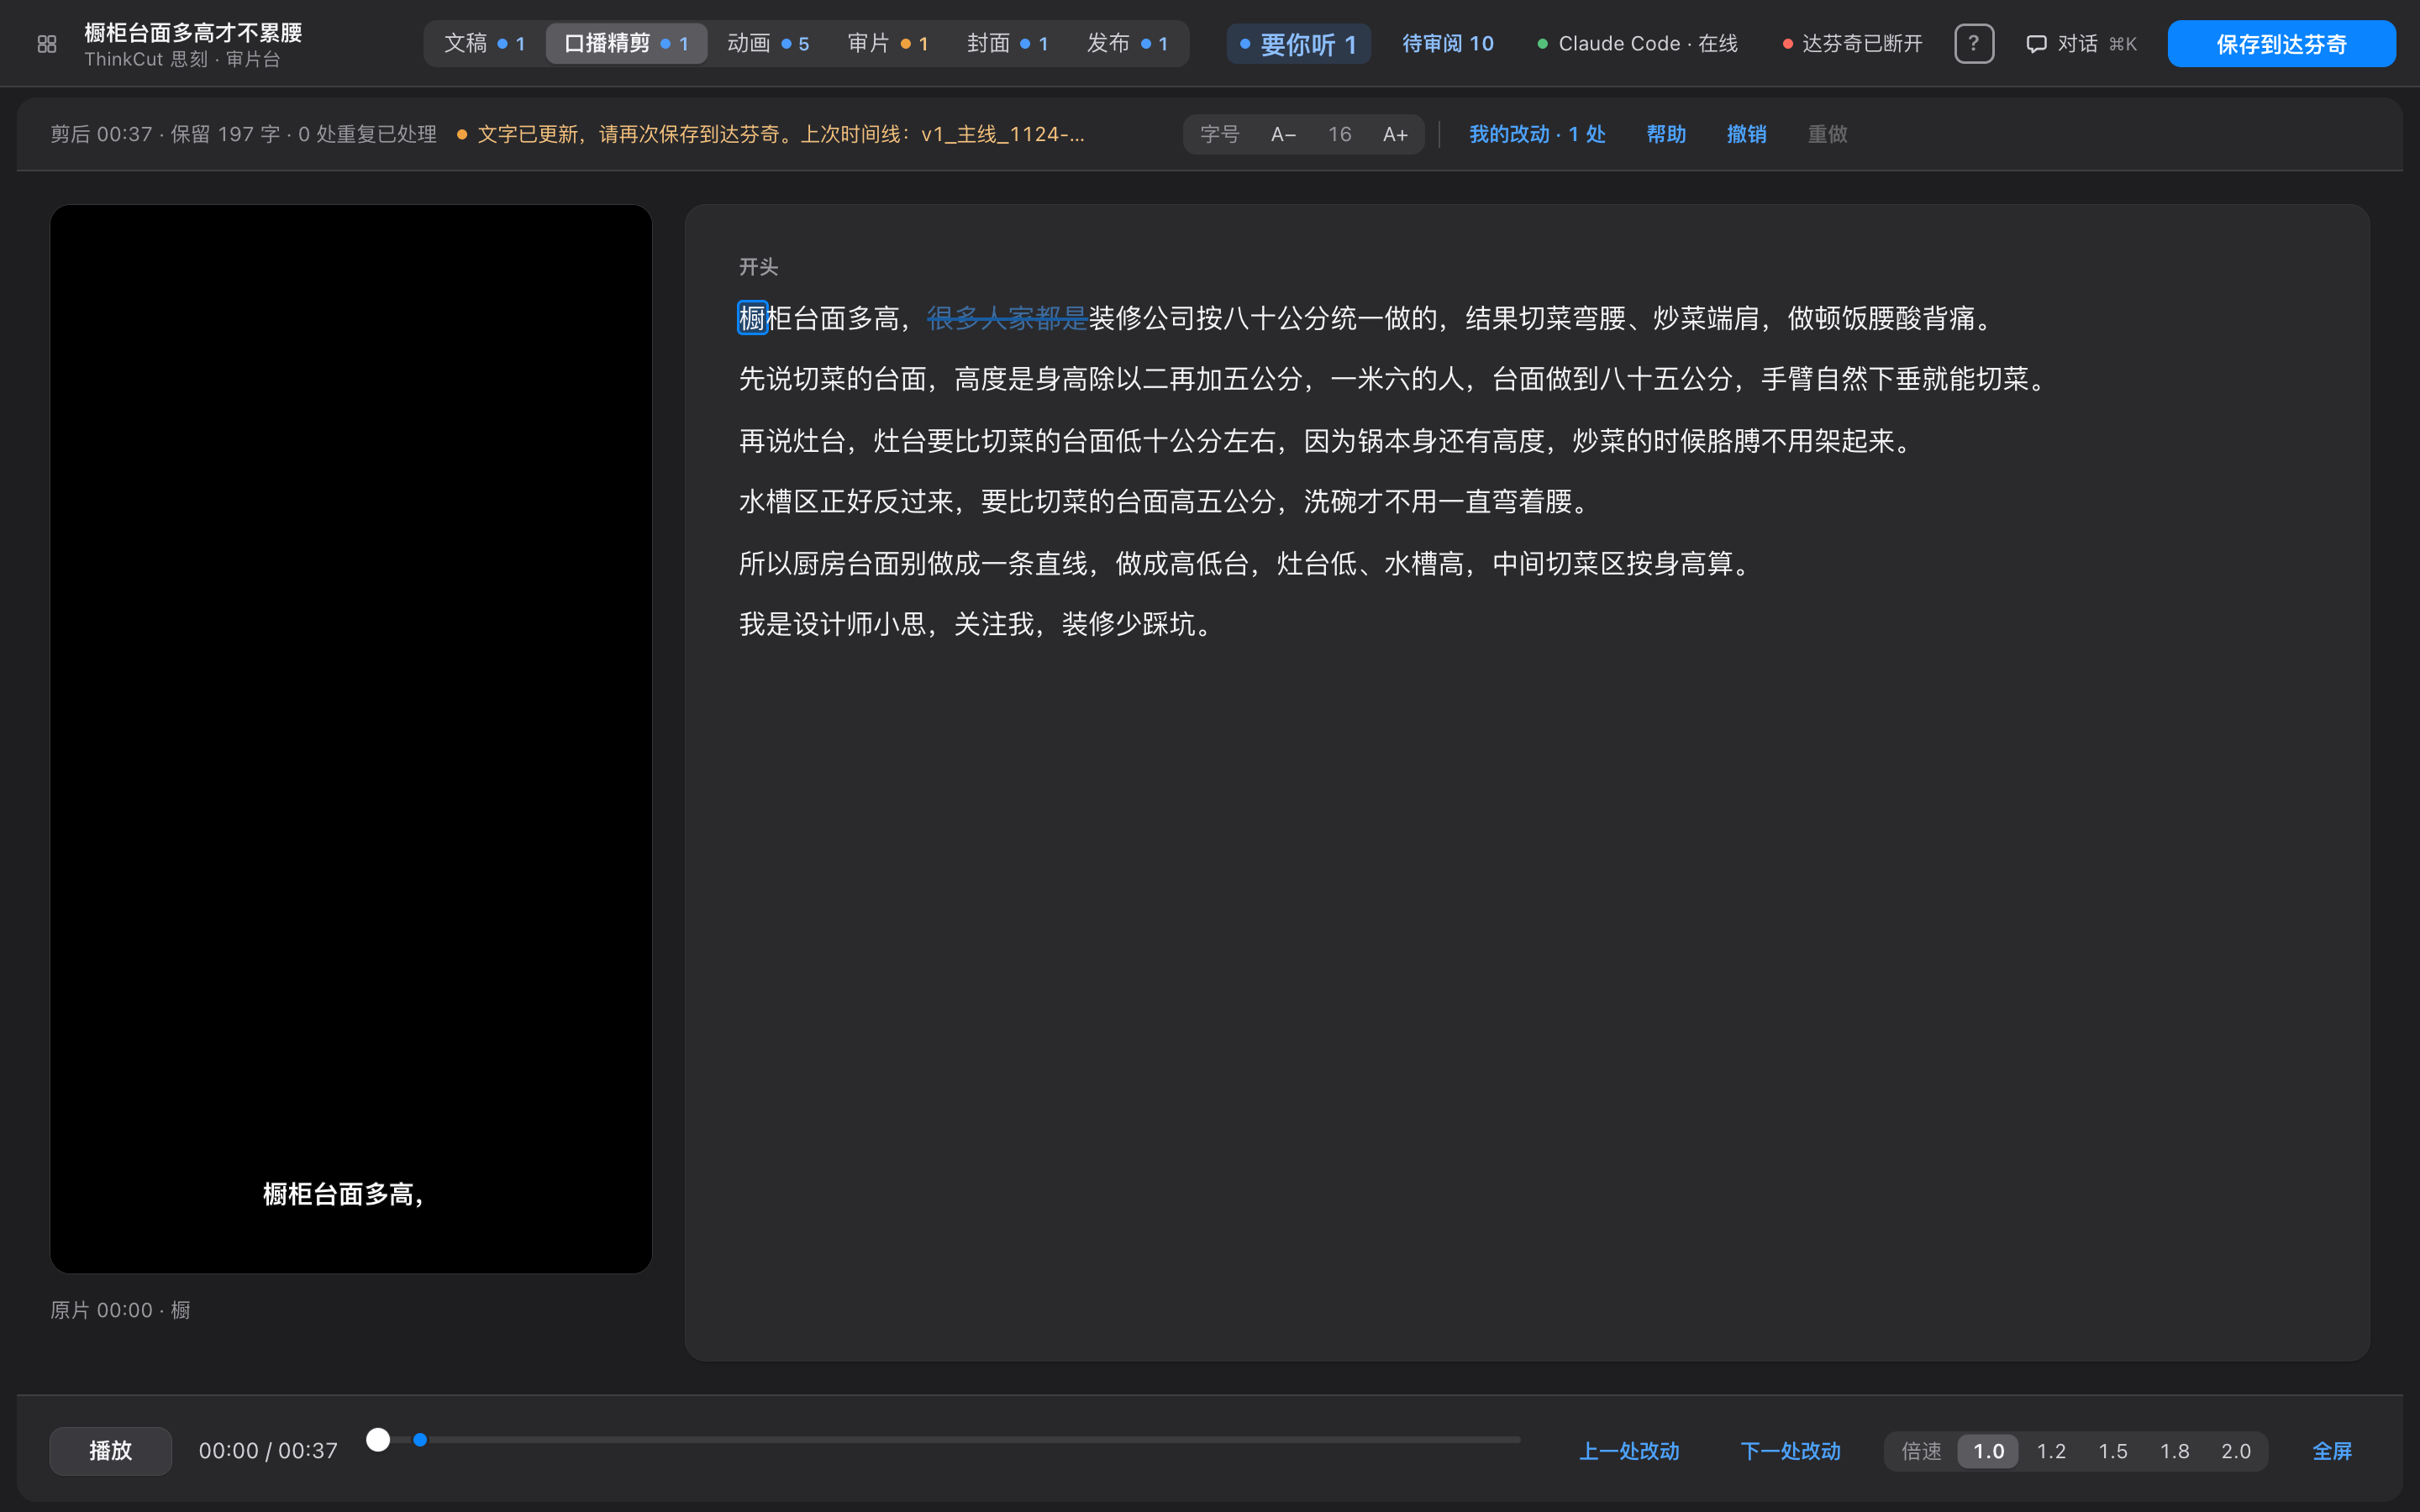 橱柜台面多高才不累腰
ThinkCut 思刻 · 审片台
文稿 1 口播精剪 1 动画 5 审片 1 封面 1 发布 1
要你听 1 待审阅 10 Claude Code · 在线 达芬奇已断开 ? 对话 ⌘K 保存到达芬奇
剪后 00:37 · 保留 197 字 · 0 处重复已处理 文字已更新，请再次保存到达芬奇。上次时间线：v1_主线_1124-...
字号 A− 16 A+ 我的改动 · 1 处 帮助 撤销 重做
开头
橱柜台面多高，很多人家都是装修公司按八十公分统一做的，结果切菜弯腰、炒菜端肩，做顿饭腰酸背痛。
先说切菜的台面，高度是身高除以二再加五公分，一米六的人，台面做到八十五公分，手臂自然下垂就能切菜。
再说灶台，灶台要比切菜的台面低十公分左右，因为锅本身还有高度，炒菜的时候胳膊不用架起来。
水槽区正好反过来，要比切菜的台面高五公分，洗碗才不用一直弯着腰。
所以厨房台面别做成一条直线，做成高低台，灶台低、水槽高，中间切菜区按身高算。
我是设计师小思，关注我，装修少踩坑。
橱柜台面多高，
原片 00:00 · 橱
播放 00:00 / 00:37 上一处改动 下一处改动 倍速 1.0 1.2 1.5 1.8 2.0 全屏